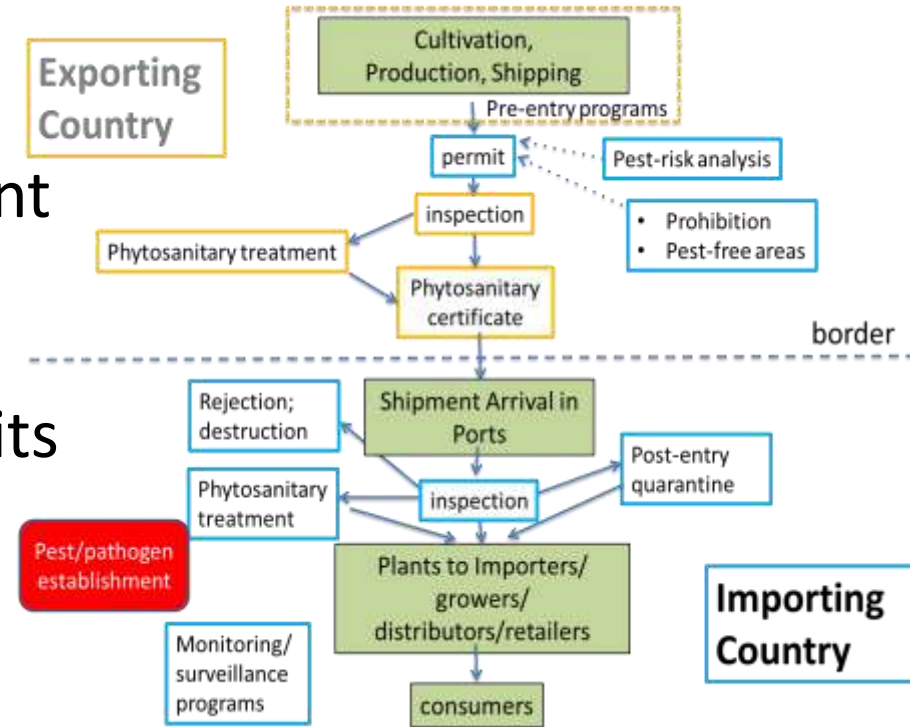 Cultivation,
Production, Shipping
Exporting
Country
Pre-entry programs
permit
Pest-risk analysis
nt
inspection
• Prohibition
• Pest-free areas
Phytosanitary treatment
Phytosanitary
certificate
border
Rejection;
destruction
Shipment Arrival in
Ports
its
Post-entry
quarantine
Phytosanitary
treatment
inspection
Pest/pathogen
establishment
Plants to Importers/
growers/
distributors/retailers
Importing
Country
Monitoring/
surveillance
programs
consumers